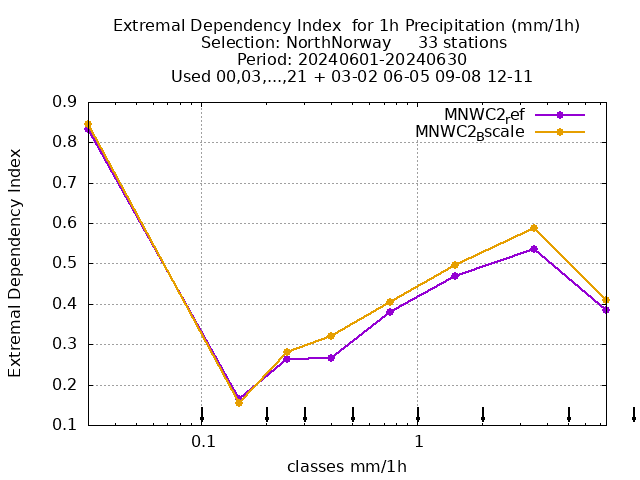 Extremal Dependency Index  for 1h Precipitation (mm/1h)
Selection: NorthNorway     33 stations
Period: 20240601-20240630
Used 00,03,...,21 + 03-02 06-05 09-08 12-11
MNWC2ref
MNWC2Bscale
0.9
0.8
0.7
0.6
0.5
0.4
0.3
0.2
0.1
Extremal Dependency Index
0.1 1
classes mm/1h